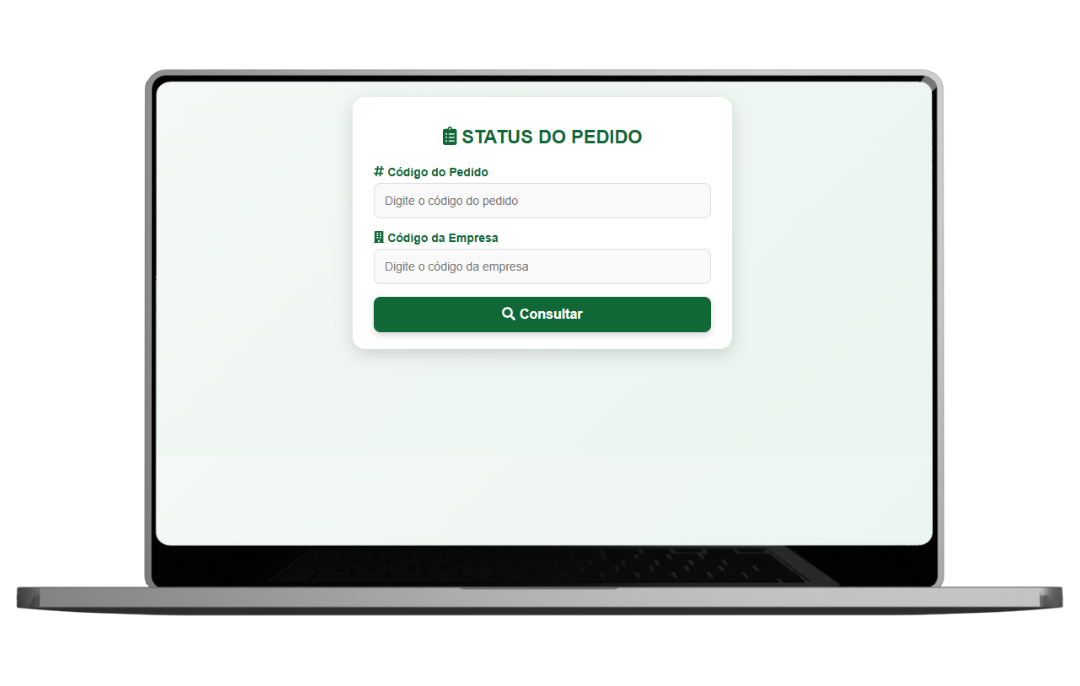 STATUS DO PEDIDO
# Código do Pedido
Digite o código do pedido
Código da Empresa
Digite o código da empresa
Consultar